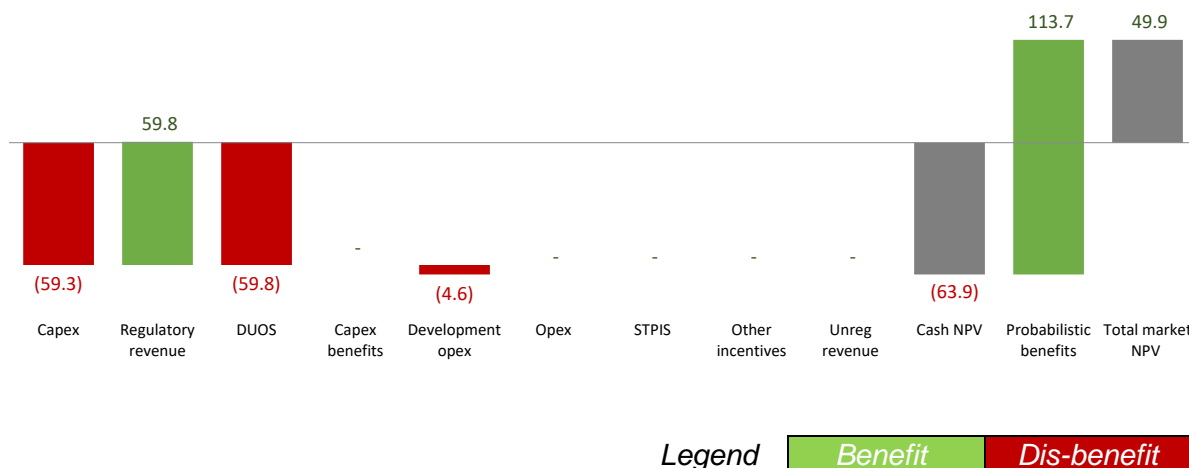 113.7
49.9
59.8
-
-
-
-
-
(59.3)
(59.8)
(4.6)
(63.9)
Capex
Regulatory
revenue
DUOS
Capex
benefits
Development
opex
Opex
STPIS
Other
incentives
Unreg
revenue
Cash NPV
Probabilistic
benefits
Total market
NPV
Legend
Benefit
Dis-benefit